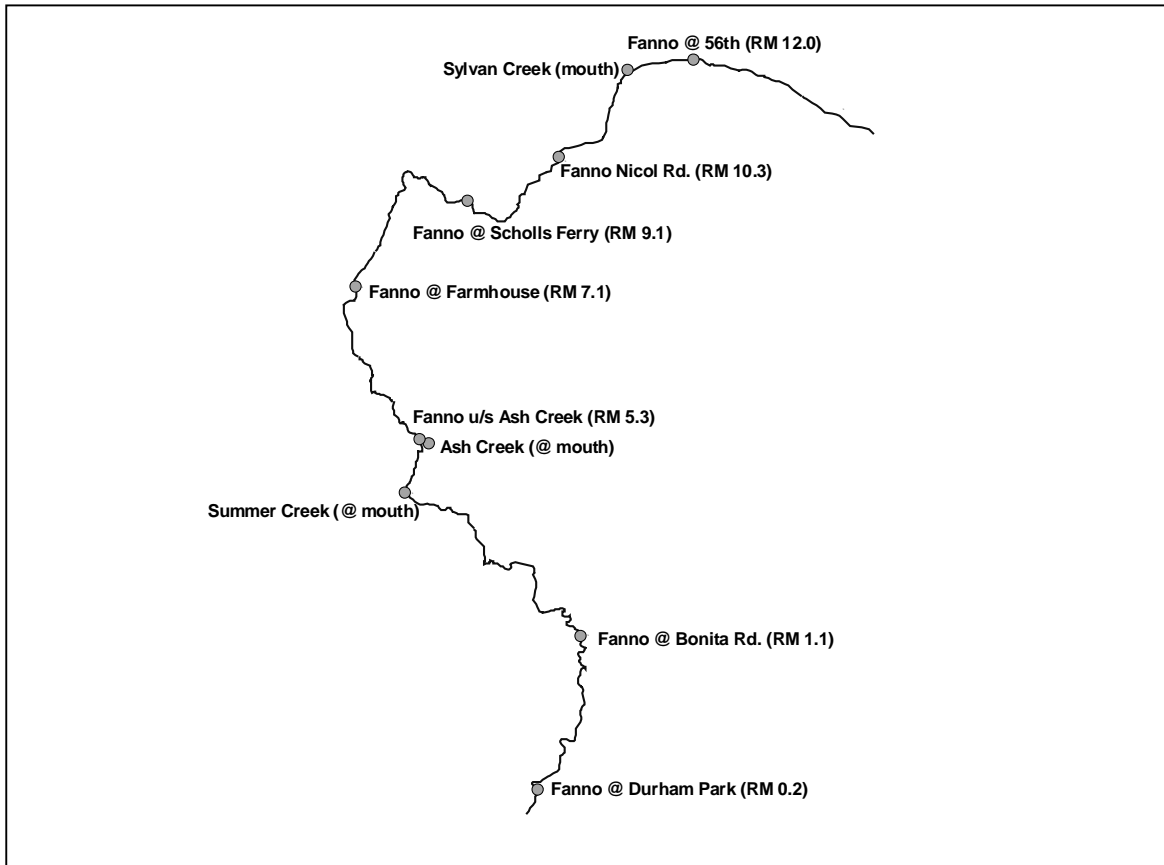 Fanno @ 56th (RM 12.0)
Sylvan Creek (mouth)
Fanno Nicol Rd. (RM 10.3)
Fanno @ Scholls Ferry (RM 9.1)
Fanno @ Farmhouse (RM 7.1)
Fanno u/s Ash Creek (RM 5.3)
Ash Creek (@ mouth)
Summer Creek (@ mouth)
Fanno @ Bonita Rd. (RM 1.1)
Fanno @ Durham Park (RM 0.2)